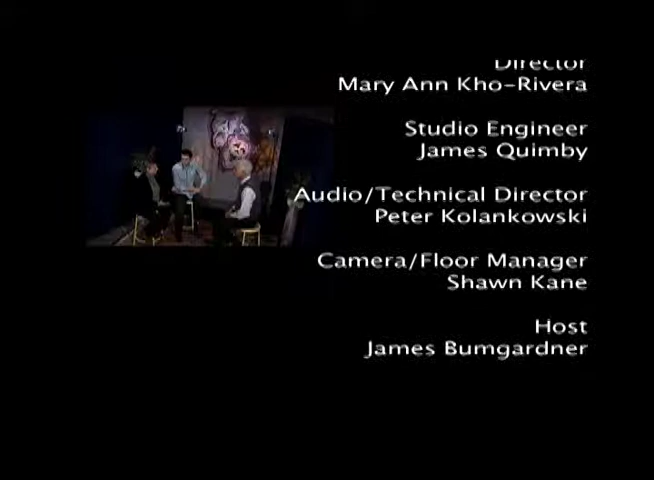 Director
Mary Ann Kho-Rivera
Studio Engineer
James Quimby
Audio/Technical Director
Peter Kolankowski
Camera/Floor Manager
Shawn Kane
Host
James Bumgardner